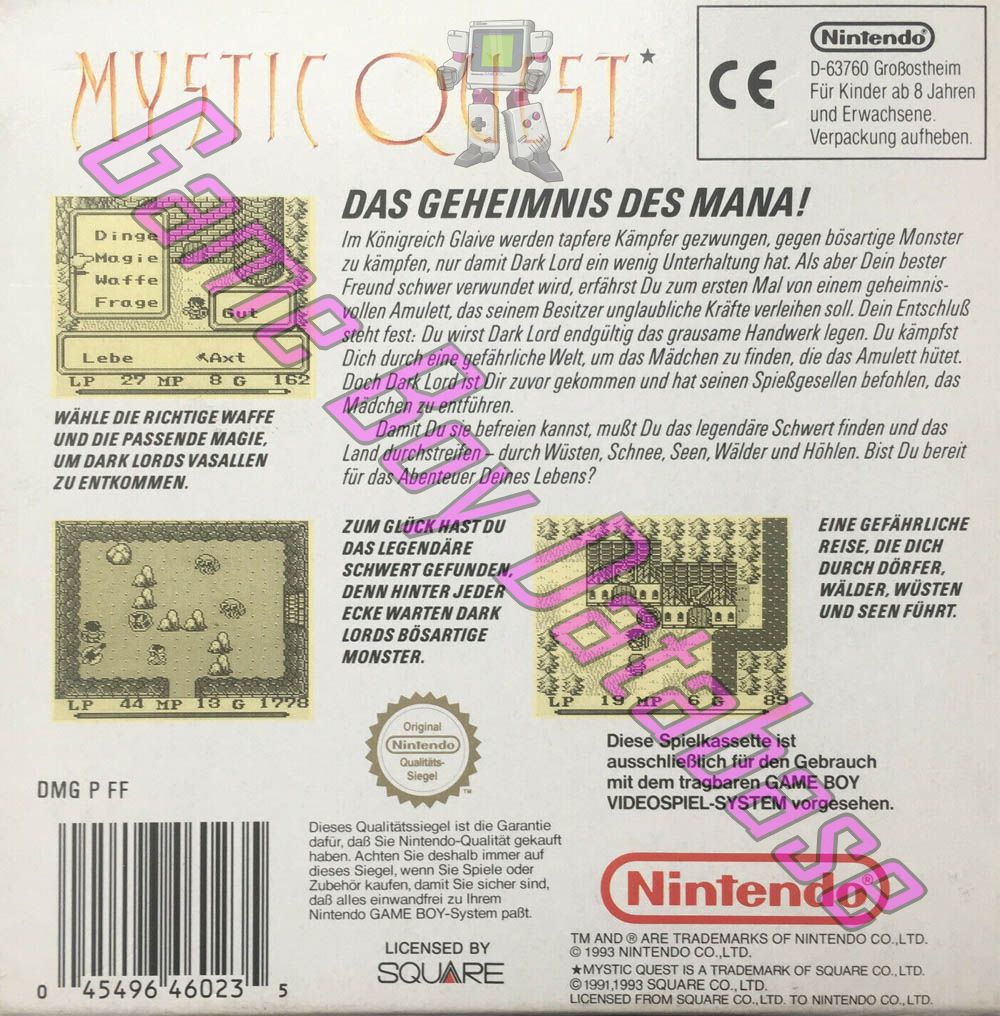 MYSTIC QUEST★
Nintendo®
CE
D-63760 Großostheim
Für Kinder ab 8 Jahren
und Erwachsene.
Verpackung aufheben.
DAS GEHEIMNIS DES MANA!
Im Königreich Glaive werden tapfere Kämpfer gezwungen, gegen bösartige Monster
zu kämpfen, nur damit Dark Lord ein wenig Unterhaltung hat. Als aber Dein bester
Freund schwer verwundet wird, erfährst Du zum ersten Mal von einem geheimnis-
vollen Amulett, das seinem Besitzer unglaubliche Kräfte verleihen soll. Dein Entschluß
steht fest: Du wirst Dark Lord endgültig das grausame Handwerk legen. Du kämpfst
Dich durch eine gefährliche Welt, um das Mädchen zu finden, die das Amulett hütet.
Doch Dark Lord ist Dir zuvor gekommen und hat seinen Spießgesellen befohlen, das
Mädchen zu entführen.
Damit Du sie befreien kannst, mußt Du das legendäre Schwert finden und das
Land durchstreifen – durch Wüsten, Schnee, Seen, Wälder und Höhlen. Bist Du bereit
für das Abenteuer Deines Lebens?
Dinge
Magie
Waffe
Frage
Gut
Lebe Axt
LP 27 MP 8 G 162
WÄHLE DIE RICHTIGE WAFFE
UND DIE PASSENDE MAGIE,
UM DARK LORDS VASALLEN
ZU ENTKOMMEN.
LP 44 MP 13 G 1778
ZUM GLÜCK HAST DU
DAS LEGENDÄRE
SCHWERT GEFUNDEN,
DENN HINTER JEDER
ECKE WARTEN DARK
LORDS BÖSARTIGE
MONSTER.
LP 19 MP 6 G 89
EINE GEFÄHRLICHE
REISE, DIE DICH
DURCH DÖRFER,
WÄLDER, WÜSTEN
UND SEEN FÜHRT.
Game Boy Database
Original
Nintendo
Qualitäts-
Siegel
™
Diese Spielkassette ist
ausschließlich für den Gebrauch
mit dem tragbaren GAME BOY
VIDEOSPIEL-SYSTEM vorgesehen.
DMG P FF
0 45496 46023 5
Dieses Qualitätssiegel ist die Garantie
dafür, daß Sie Nintendo-Qualität gekauft
haben. Achten Sie deshalb immer auf
dieses Siegel, wenn Sie Spiele oder
Zubehör kaufen, damit Sie sicher sind,
daß alles einwandfrei zu Ihrem
Nintendo GAME BOY-System paßt.
LICENSED BY
SQUARE
Nintendo®
TM AND ® ARE TRADEMARKS OF NINTENDO CO., LTD.
© 1993 NINTENDO CO., LTD.
★MYSTIC QUEST IS A TRADEMARK OF SQUARE CO., LTD.
©1991,1993 SQUARE CO., LTD.
LICENSED FROM SQUARE CO., LTD. TO NINTENDO CO., LTD.